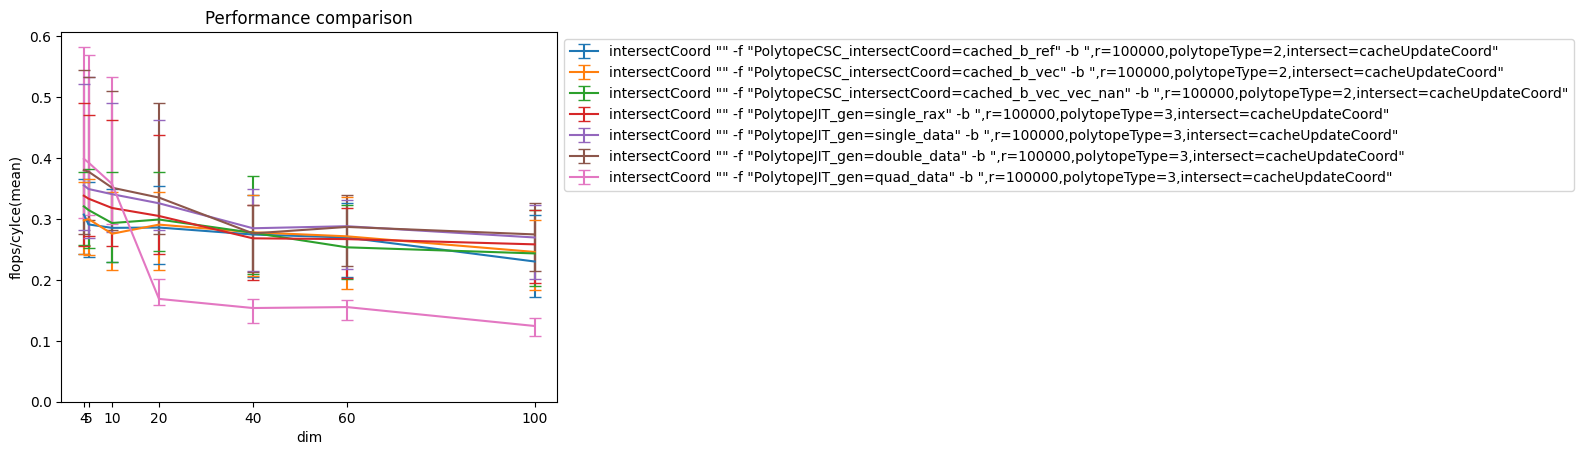 Performance comparison
flops/cylce(mean)
0.6
0.5
0.4
0.3
0.2
0.1
0.0
4 5 10 20 40 60 100
dim
intersectCoord "" -f "PolytopeCSC_intersectCoord=cached_b_ref" -b ",r=100000,polytopeType=2,intersect=cacheUpdateCoord"
intersectCoord "" -f "PolytopeCSC_intersectCoord=cached_b_vec" -b ",r=100000,polytopeType=2,intersect=cacheUpdateCoord"
intersectCoord "" -f "PolytopeCSC_intersectCoord=cached_b_vec_vec_nan" -b ",r=100000,polytopeType=2,intersect=cacheUpdateCoord"
intersectCoord "" -f "PolytopeJIT_gen=single_rax" -b ",r=100000,polytopeType=3,intersect=cacheUpdateCoord"
intersectCoord "" -f "PolytopeJIT_gen=single_data" -b ",r=100000,polytopeType=3,intersect=cacheUpdateCoord"
intersectCoord "" -f "PolytopeJIT_gen=double_data" -b ",r=100000,polytopeType=3,intersect=cacheUpdateCoord"
intersectCoord "" -f "PolytopeJIT_gen=quad_data" -b ",r=100000,polytopeType=3,intersect=cacheUpdateCoord"